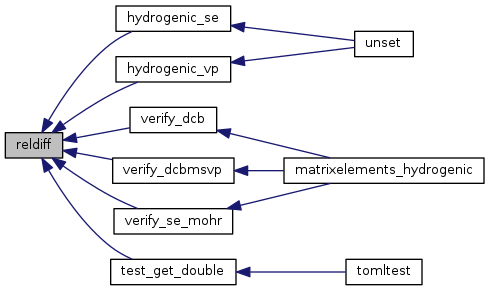 hydrogenic_se
unset
hydrogenic_vp
verify_dcb
reldiff
verify_dcbmsvp
matrixelements_hydrogenic
verify_se_mohr
test_get_double
tomltest